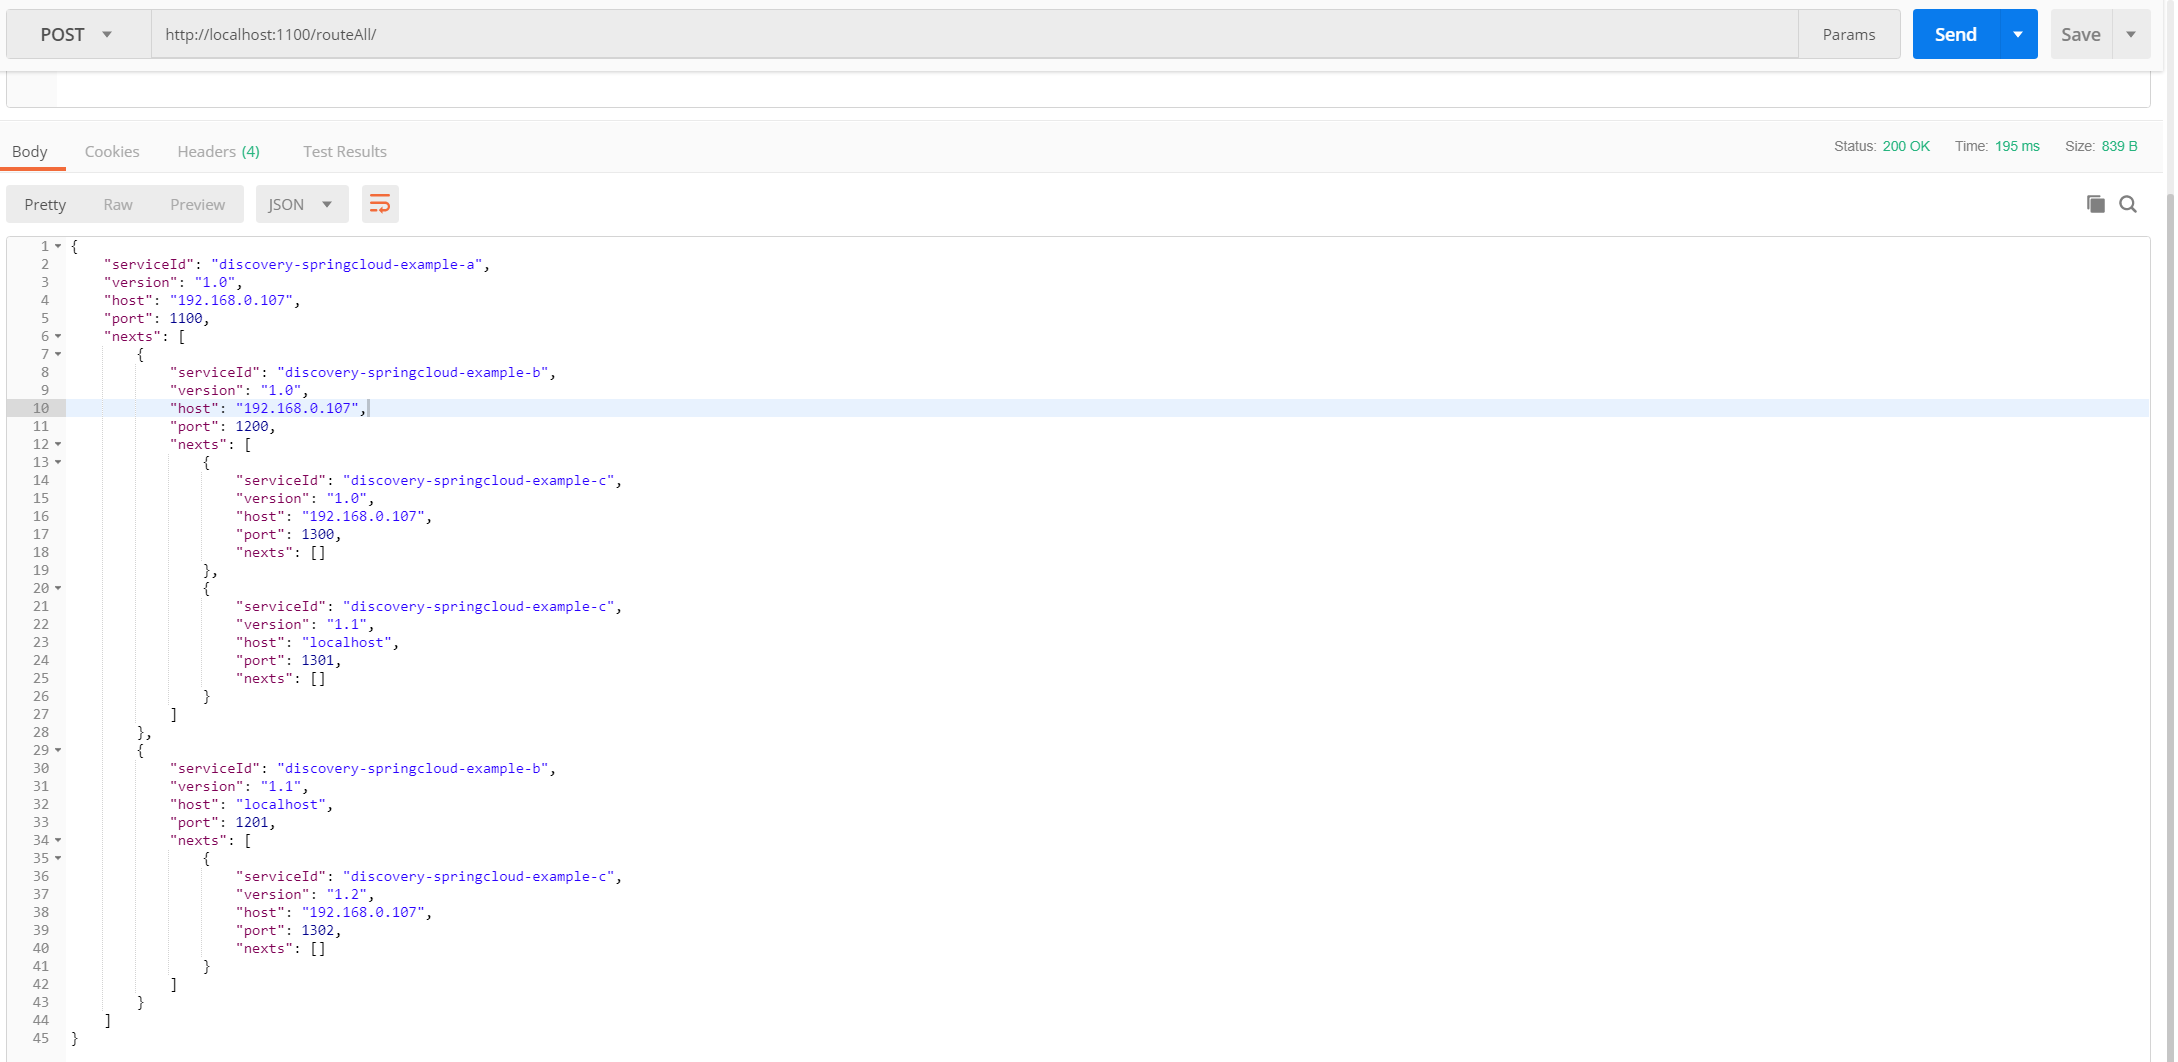 POST http://localhost:1100/routeAll/ Params Send Save
Body Cookies Headers (4) Test Results Status: 200 OK Time: 195 ms Size: 839 B
Pretty Raw Preview JSON
1 {
2 "serviceId": "discovery-springcloud-example-a",
3 "version": "1.0",
4 "host": "192.168.0.107",
5 "port": 1100,
6 "nexts": [
7 {
8 "serviceId": "discovery-springcloud-example-b",
9 "version": "1.0",
10 "host": "192.168.0.107",
11 "port": 1200,
12 "nexts": [
13 {
14 "serviceId": "discovery-springcloud-example-c",
15 "version": "1.0",
16 "host": "192.168.0.107",
17 "port": 1300,
18 "nexts": []
19 },
20 {
21 "serviceId": "discovery-springcloud-example-c",
22 "version": "1.1",
23 "host": "localhost",
24 "port": 1301,
25 "nexts": []
26 }
27 ]
28 },
29 {
30 "serviceId": "discovery-springcloud-example-b",
31 "version": "1.1",
32 "host": "localhost",
33 "port": 1201,
34 "nexts": [
35 {
36 "serviceId": "discovery-springcloud-example-c",
37 "version": "1.2",
38 "host": "192.168.0.107",
39 "port": 1302,
40 "nexts": []
41 }
42 ]
43 }
44 ]
45 }